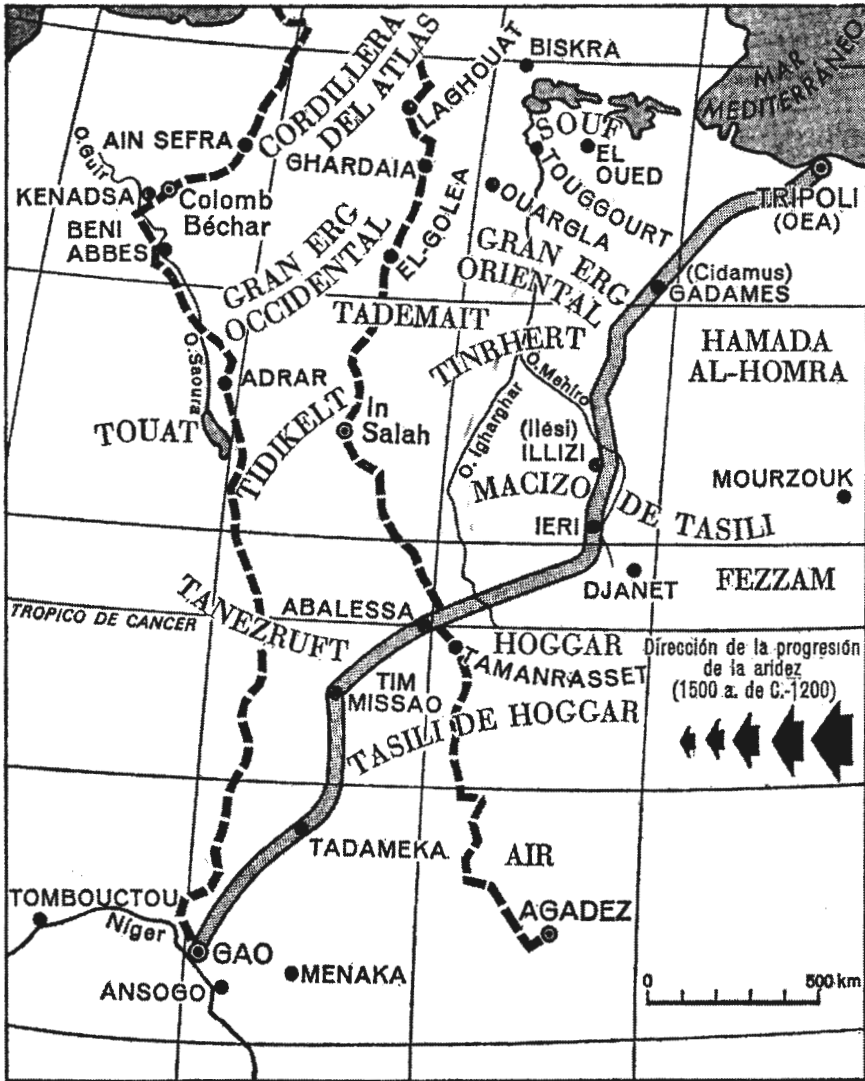 CORDILLERA
DEL ATLAS
LAGHOUAT
BISKRA
MAR
MEDITERRÁNEO
O. Guir
AIN SEFRA
GHARDAIA
SOUF
EL
OUED
TOUGGOURT
KENADSA
Colomb
Béchar
OUARGLA
TRIPOLI
(OEA)
BENI
ABBES
EL-GOLEA
GRAN ERG
OCCIDENTAL
GRAN ERG
ORIENTAL
(Cidamus)
GADAMES
TADEMAIT
TINRHERT
HAMADA
AL-HOMRA
O. Saoura
ADRAR
O. Mehiro
O. Igharghar
TOUAT
TIDIKELT
In
Salah
(Ilési)
ILLIZI
MACIZO
DE TASILI
MOURZOUK
IERI
DJANET
FEZZAM
TROPICO DE CANCER
TANEZRUFT
ABALESSA
HOGGAR
TAMANRASSET
Dirección de la progresión
de la aridez
(1500 a. de C.-1200)
TIM
MISSAO
TASILI DE HOGGAR
TADAMEKA
AIR
TOMBOUCTOU
Níger
AGADEZ
GAO
MENAKA
ANSOGO
0 500 km